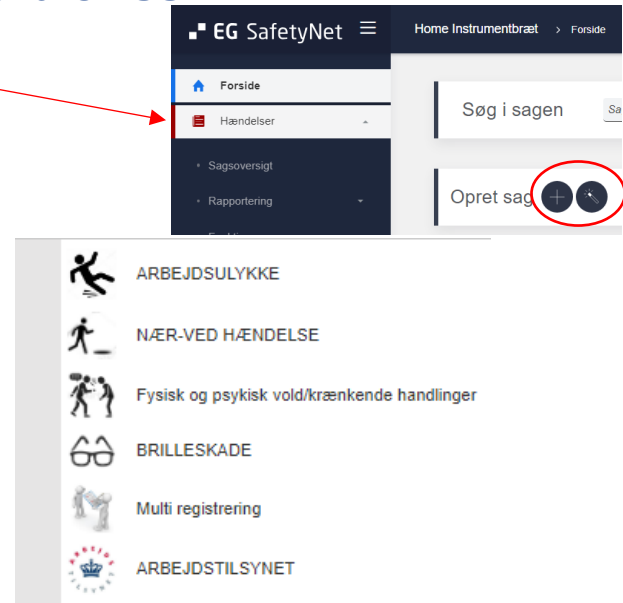 EG SafetyNet
Home Instrumentbræt > Forside
Forside
Hændelser
Søg i sagen
Sagsoversigt
Rapportering
Opret sag
ARBEJDSULYKKE
NÆR-VED HÆNDELSE
Fysisk og psykisk vold/krænkende handlinger
BRILLESKADE
Multi registrering
ARBEJDSTILSYNET